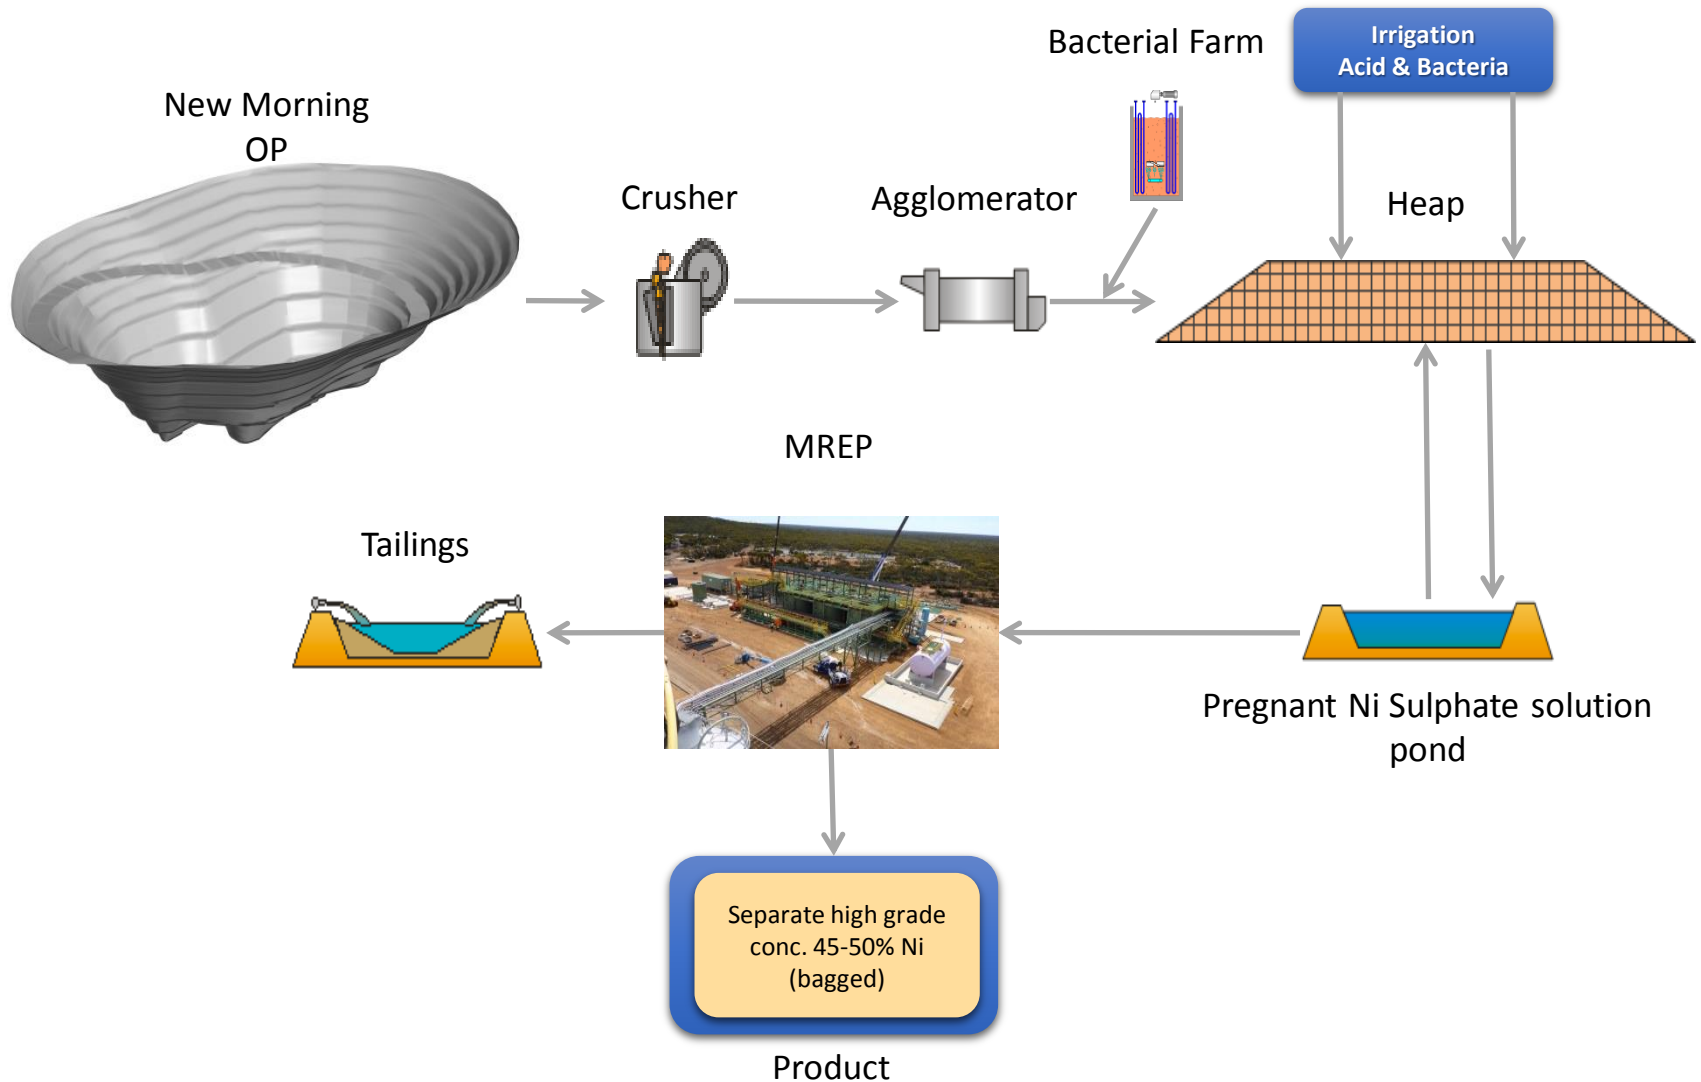 Bacterial Farm
Irrigation
Acid & Bacteria
New Morning
OP
Crusher
Agglomerator
Heap
MREP
Tailings
Pregnant Ni Sulphate solution
pond
Separate high grade
conc. 45-50% Ni
(bagged)
Product